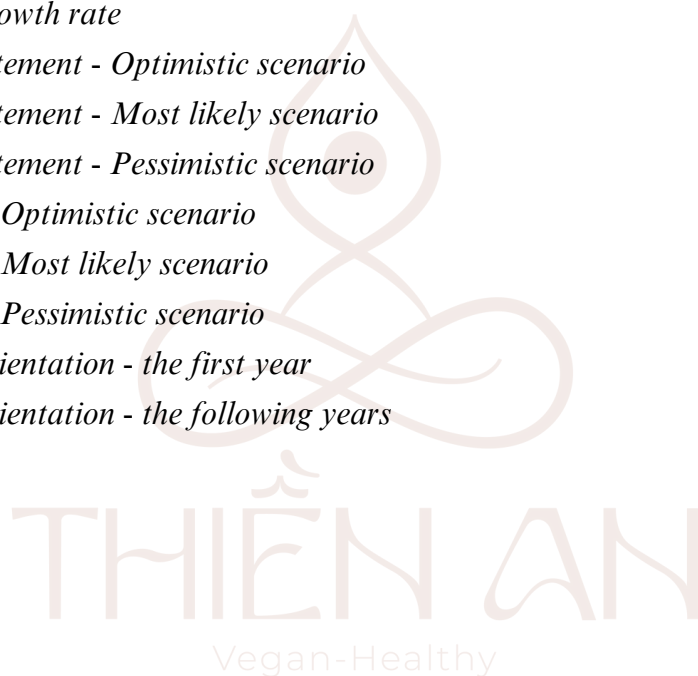 owth rate
tement - Optimistic scenario
tement - Most likely scenario
tement - Pessimistic scenario
Optimistic scenario
Most likely scenario
Pessimistic scenario
ientation - the first year
ientation - the following years
THIỀN AN
Vegan-Healthy